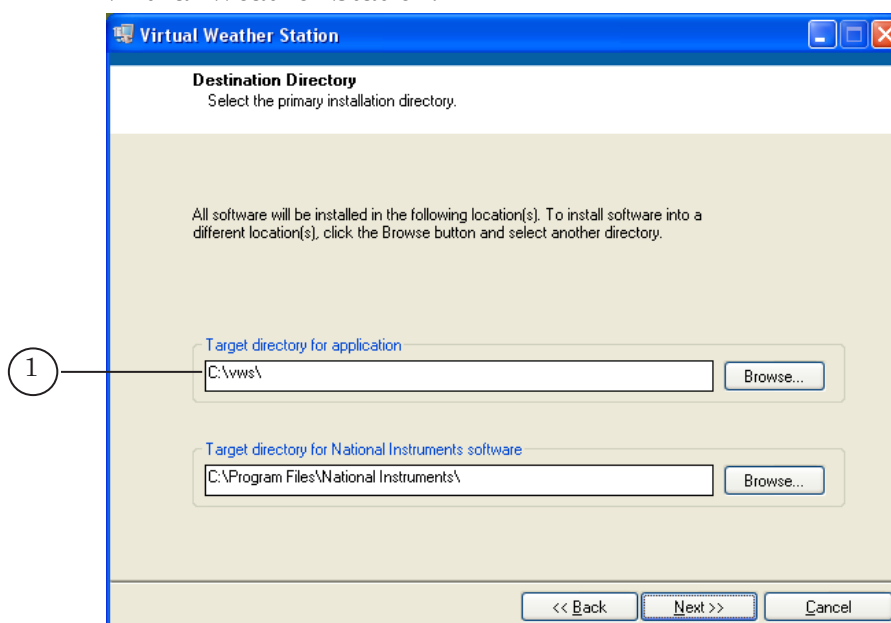 Virtual Weather Station
Destination Directory
Select the primary installation directory.
All software will be installed in the following location(s). To install software into a
different location(s), click the Browse button and select another directory.
Target directory for application
1
C:\vws\
Browse...
Target directory for National Instruments software
C:\Program Files\National Instruments\
Browse...
<< Back
Next >>
Cancel